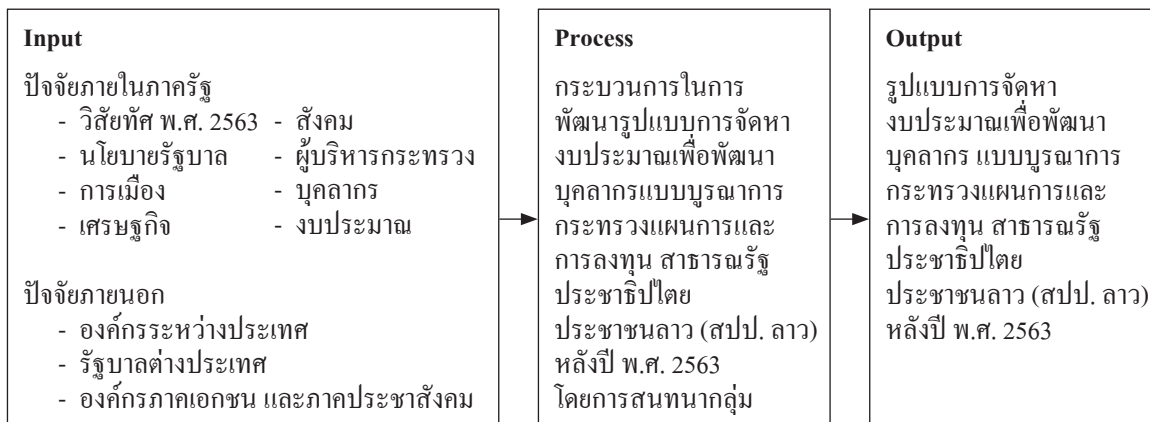 Input
ปัจจัยภายในภาครัฐ
- วิสัยทัศ พ.ศ. 2563 - สังคม
- นโยบายรัฐบาล - ผู้บริหารกระทรวง
- การเมือง - บุคลากร
- เศรษฐกิจ - งบประมาณ
ปัจจัยภายนอก
- องค์กรระหว่างประเทศ
- รัฐบาลต่างประเทศ
- องค์กรภาคเอกชน และภาคประชาสังคม
Process
กระบวนการในการ
พัฒนารูปแบบการจัดหา
งบประมาณเพื่อพัฒนา
บุคลากรแบบบูรณาการ
กระทรวงแผนการและ
การลงทุน สาธารณรัฐ
ประชาธิปไตย
ประชาชนลาว (สปป. ลาว)
หลังปี พ.ศ. 2563
โดยการสนทนากลุ่ม
Output
รูปแบบการจัดหา
งบประมาณเพื่อพัฒนา
บุคลากร แบบบูรณาการ
กระทรวงแผนการและ
การลงทุน สาธารณรัฐ
ประชาธิปไตย
ประชาชนลาว (สปป. ลาว)
หลังปี พ.ศ. 2563